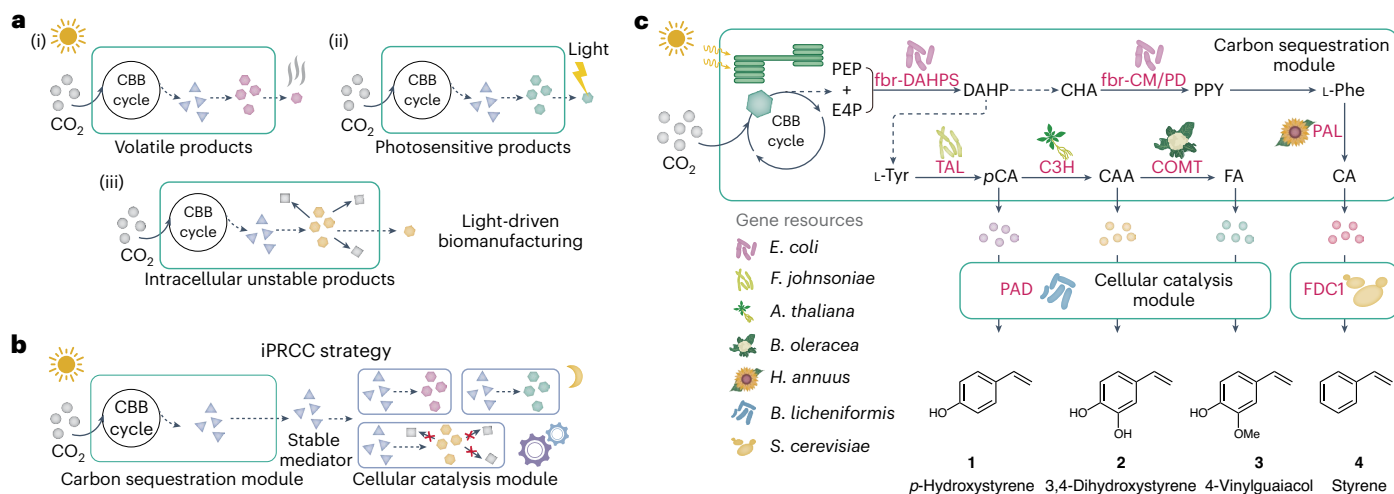 a
(i)
CBB
cycle
CO2
Volatile products
(ii)
Light
CBB
cycle
CO2
Photosensitive products
(iii)
CBB
cycle
CO2
Intracellular unstable products
Light-driven
biomanufacturing
b
iPRCC strategy
CBB
cycle
CO2
Stable
mediator
Carbon sequestration module
Cellular catalysis module
c
Carbon sequestration
module
CO2
CBB
cycle
PEP
+
E4P
fbr-DAHPS
DAHP
CHA
fbr-CM/PD
PPY
L-Phe
PAL
L-Tyr
TAL
pCA
C3H
CAA
COMT
FA
CA
Gene resources
E. coli
F. johnsoniae
A. thaliana
B. oleracea
H. annuus
B. licheniformis
S. cerevisiae
PAD
Cellular catalysis
module
FDC1
HO
HO
OH
HO
OMe
1
2
3
4
p-Hydroxystyrene
3,4-Dihydroxystyrene
4-Vinylguaiacol
Styrene